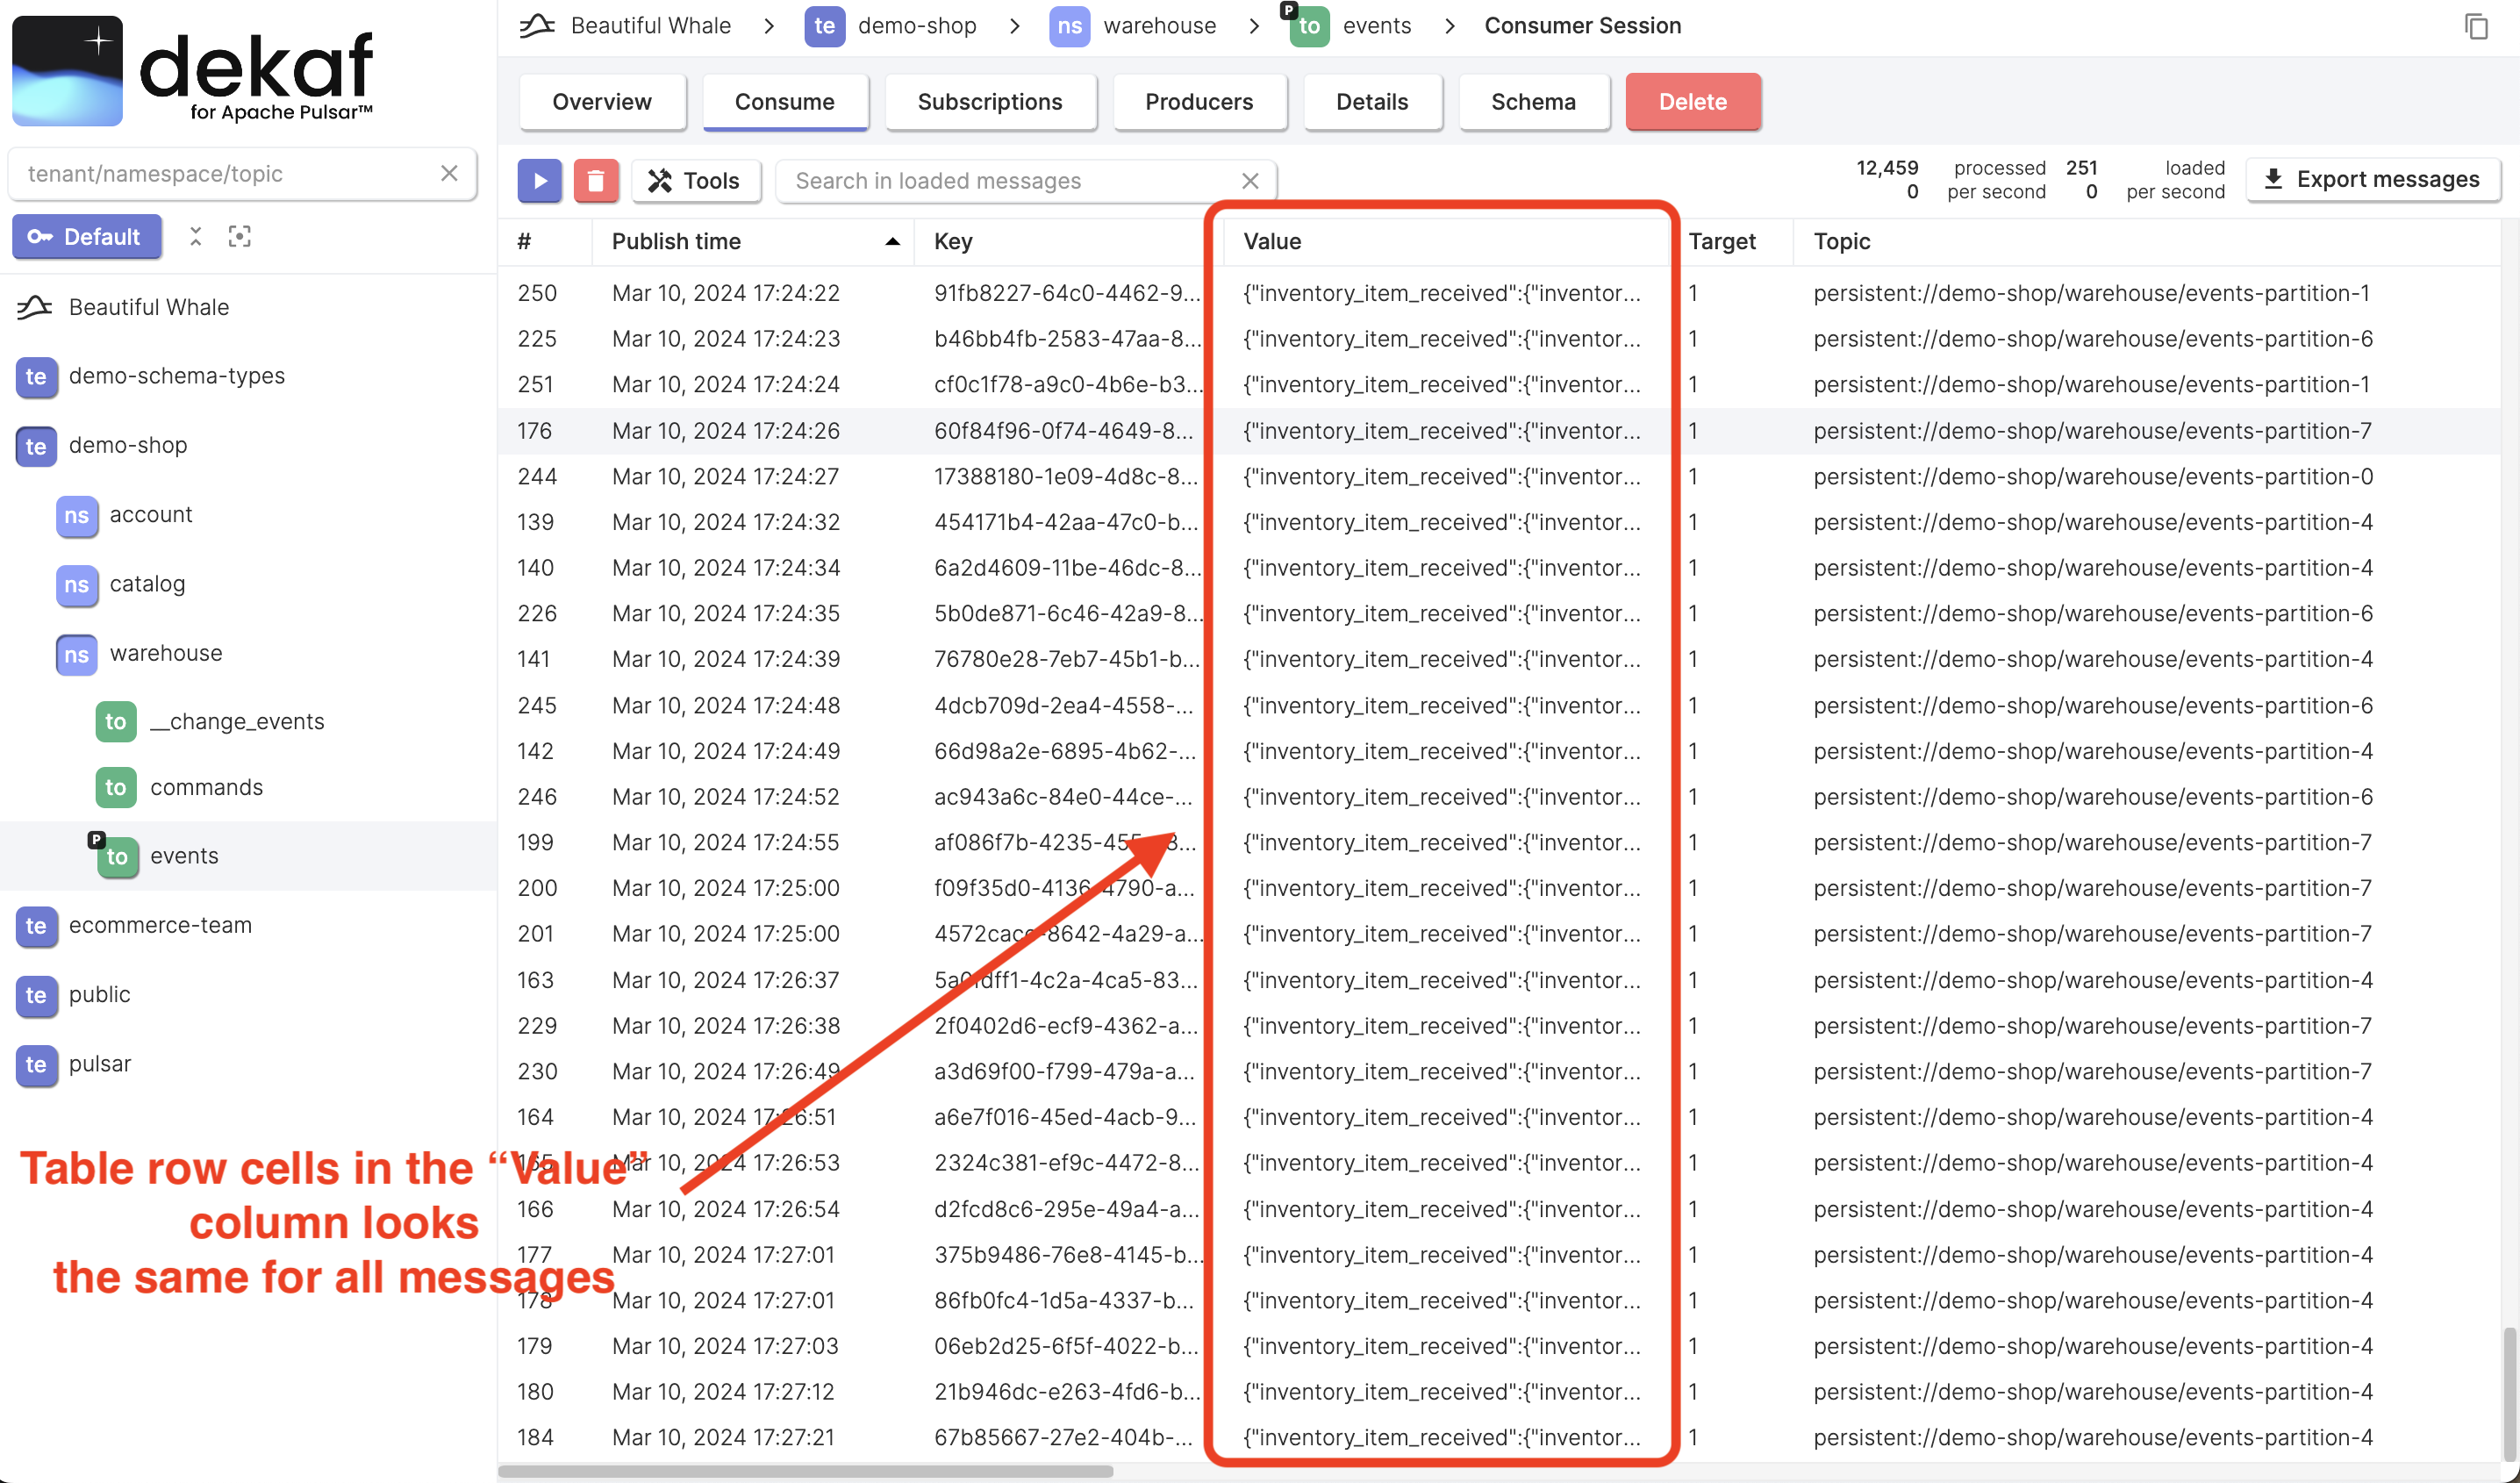 dekaf
for Apache Pulsar™
Beautiful Whale > te demo-shop > ns warehouse > P to events > Consumer Session
Overview Consume Subscriptions Producers Details Schema Delete
tenant/namespace/topic
Tools Search in loaded messages
12,459 processed 251 loaded
0 per second 0 per second
Export messages
Default
Beautiful Whale
te demo-schema-types
te demo-shop
ns account
ns catalog
ns warehouse
to __change_events
to commands
P
to events
te ecommerce-team
te public
te pulsar
# Publish time Key Value Target Topic
250 Mar 10, 2024 17:24:22 91fb8227-64c0-4462-9... {"inventory_item_received":{"inventor... 1 persistent://demo-shop/warehouse/events-partition-1
225 Mar 10, 2024 17:24:23 b46bb4fb-2583-47aa-8... {"inventory_item_received":{"inventor... 1 persistent://demo-shop/warehouse/events-partition-6
251 Mar 10, 2024 17:24:24 cf0c1f78-a9c0-4b6e-b3... {"inventory_item_received":{"inventor... 1 persistent://demo-shop/warehouse/events-partition-1
176 Mar 10, 2024 17:24:26 60f84f96-0f74-4649-8... {"inventory_item_received":{"inventor... 1 persistent://demo-shop/warehouse/events-partition-7
244 Mar 10, 2024 17:24:27 17388180-1e09-4d8c-8... {"inventory_item_received":{"inventor... 1 persistent://demo-shop/warehouse/events-partition-0
139 Mar 10, 2024 17:24:32 454171b4-42aa-47c0-b... {"inventory_item_received":{"inventor... 1 persistent://demo-shop/warehouse/events-partition-4
140 Mar 10, 2024 17:24:34 6a2d4609-11be-46dc-8... {"inventory_item_received":{"inventor... 1 persistent://demo-shop/warehouse/events-partition-4
226 Mar 10, 2024 17:24:35 5b0de871-6c46-42a9-8... {"inventory_item_received":{"inventor... 1 persistent://demo-shop/warehouse/events-partition-6
141 Mar 10, 2024 17:24:39 76780e28-7eb7-45b1-b... {"inventory_item_received":{"inventor... 1 persistent://demo-shop/warehouse/events-partition-4
245 Mar 10, 2024 17:24:48 4dcb709d-2ea4-4558-... {"inventory_item_received":{"inventor... 1 persistent://demo-shop/warehouse/events-partition-6
142 Mar 10, 2024 17:24:49 66d98a2e-6895-4b62-... {"inventory_item_received":{"inventor... 1 persistent://demo-shop/warehouse/events-partition-4
246 Mar 10, 2024 17:24:52 ac943a6c-84e0-44ce-... {"inventory_item_received":{"inventor... 1 persistent://demo-shop/warehouse/events-partition-6
199 Mar 10, 2024 17:24:55 {"inventory_item_received":{"inventor... 1 persistent://demo-shop/warehouse/events-partition-7
200 Mar 10, 2024 17:25:00 f09f35d0-4136-4790-a... {"inventory_item_received":{"inventor... 1 persistent://demo-shop/warehouse/events-partition-7
201 Mar 10, 2024 17:25:00 4572cace-8642-4a29-a... {"inventory_item_received":{"inventor... 1 persistent://demo-shop/warehouse/events-partition-7
163 Mar 10, 2024 17:26:37 {"inventory_item_received":{"inventor... 1 persistent://demo-shop/warehouse/events-partition-4
229 Mar 10, 2024 17:26:38 2f0402d6-ecf9-4362-a... {"inventory_item_received":{"inventor... 1 persistent://demo-shop/warehouse/events-partition-7
230 Mar 10, 2024 17:26:49 a3d69f00-f799-479a-a... {"inventory_item_received":{"inventor... 1 persistent://demo-shop/warehouse/events-partition-7
164 Mar 10, 2024 17:26:51 a6e7f016-45ed-4acb-9... {"inventory_item_received":{"inventor... 1 persistent://demo-shop/warehouse/events-partition-4
165 Mar 10, 2024 17:26:53 2324c381-ef9c-4472-8... {"inventory_item_received":{"inventor... 1 persistent://demo-shop/warehouse/events-partition-4
166 Mar 10, 2024 17:26:54 d2fcd8c6-295e-49a4-a... {"inventory_item_received":{"inventor... 1 persistent://demo-shop/warehouse/events-partition-4
177 Mar 10, 2024 17:27:01 375b9486-76e8-4145-b... {"inventory_item_received":{"inventor... 1 persistent://demo-shop/warehouse/events-partition-4
178 Mar 10, 2024 17:27:01 86fb0fc4-1d5a-4337-b... {"inventory_item_received":{"inventor... 1 persistent://demo-shop/warehouse/events-partition-4
179 Mar 10, 2024 17:27:03 06eb2d25-6f5f-4022-b... {"inventory_item_received":{"inventor... 1 persistent://demo-shop/warehouse/events-partition-4
180 Mar 10, 2024 17:27:12 21b946dc-e263-4fd6-b... {"inventory_item_received":{"inventor... 1 persistent://demo-shop/warehouse/events-partition-4
184 Mar 10, 2024 17:27:21 67b85667-27e2-404b-... {"inventory_item_received":{"inventor... 1 persistent://demo-shop/warehouse/events-partition-4
Table row cells in the “Value”
column looks
the same for all messages